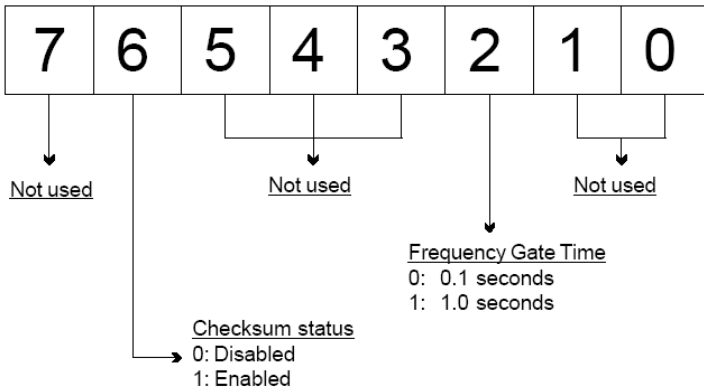 7 6 5 4 3 2 1 0
Not used
Not used
Not used
Frequency Gate Time
0: 0.1 seconds
1: 1.0 seconds
Checksum status
0: Disabled
1: Enabled